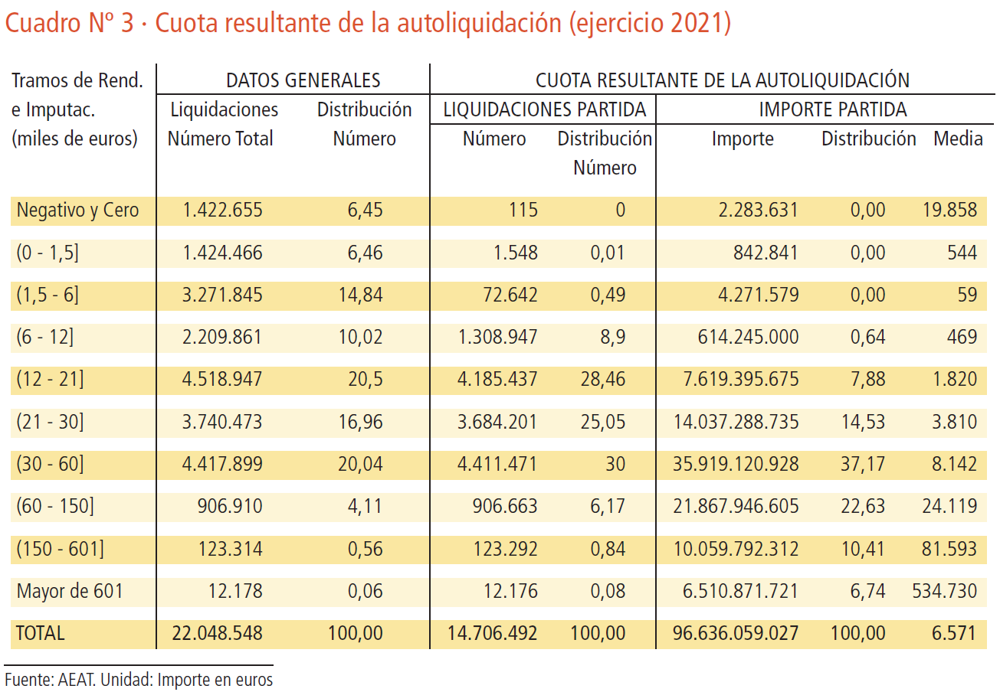 Cuadro Nº 3 · Cuota resultante de la autoliquidación (ejercicio 2021)
Tramos de Rend. DATOS GENERALES CUOTA RESULTANTE DE LA AUTOLIQUIDACIÓN
e Imputac. Liquidaciones Distribución LIQUIDACIONES PARTIDA IMPORTE PARTIDA
(miles de euros) Número Total Número Número Distribución Importe Distribución Media
Número
Negativo y Cero 1.422.655 6,45 115 0 2.283.631 0,00 19.858
(0 - 1,5] 1.424.466 6,46 1.548 0,01 842.841 0,00 544
(1,5 - 6] 3.271.845 14,84 72.642 0,49 4.271.579 0,00 59
(6 - 12] 2.209.861 10,02 1.308.947 8,9 614.245.000 0,64 469
(12 - 21] 4.518.947 20,5 4.185.437 28,46 7.619.395.675 7,88 1.820
(21 - 30] 3.740.473 16,96 3.684.201 25,05 14.037.288.735 14,53 3.810
(30 - 60] 4.417.899 20,04 4.411.471 30 35.919.120.928 37,17 8.142
(60 - 150] 906.910 4,11 906.663 6,17 21.867.946.605 22,63 24.119
(150 - 601] 123.314 0,56 123.292 0,84 10.059.792.312 10,41 81.593
Mayor de 601 12.178 0,06 12.176 0,08 6.510.871.721 6,74 534.730
TOTAL 22.048.548 100,00 14.706.492 100,00 96.636.059.027 100,00 6.571
Fuente: AEAT. Unidad: Importe en euros